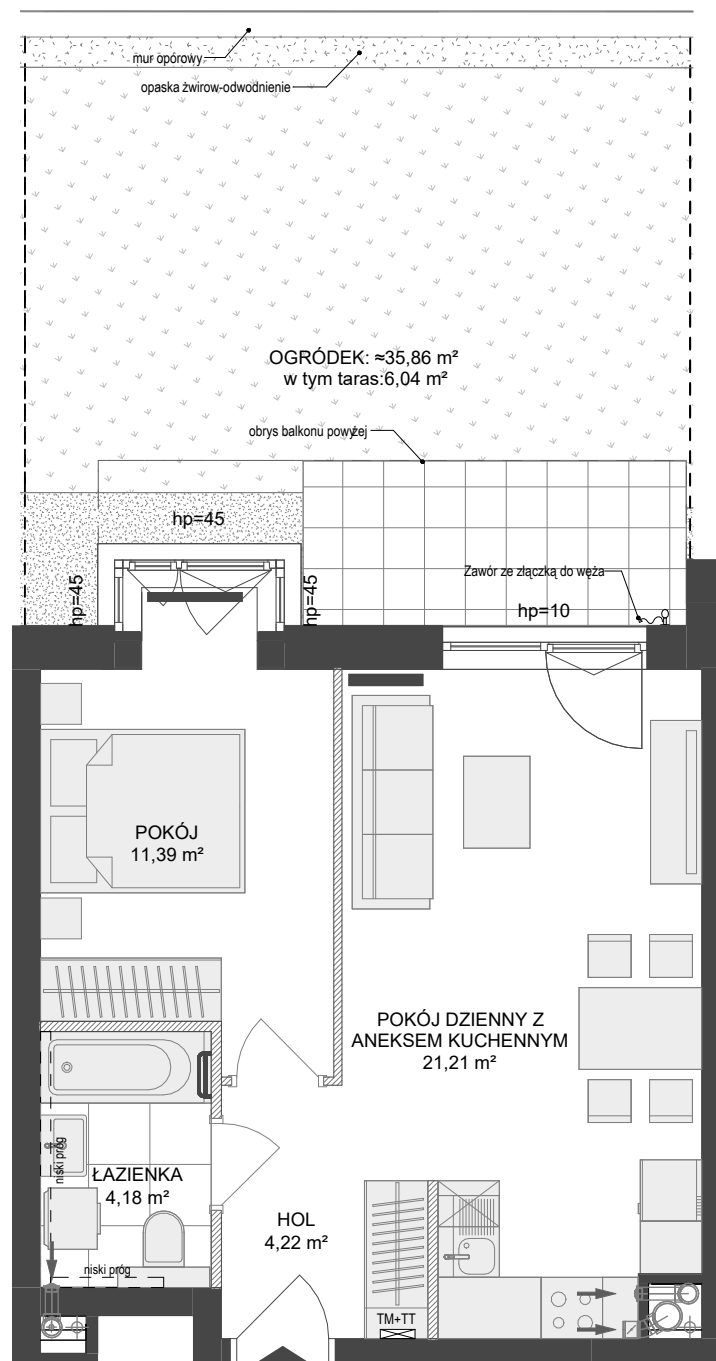 mur oporowy
opaska żwirow-odwodnienie
OGRÓDEK: ≈35,86 m²
w tym taras:6,04 m²
obrys balkonu powyżej
hp=45
Zawór ze złączką do węża
hp=45
hp=45
hp=10
POKÓJ
11,39 m²
POKÓJ DZIENNY Z
ANEKSEM KUCHENNYM
21,21 m²
niski próg
ŁAZIENKA
4,18 m²
HOL
4,22 m²
niski próg
TM+TT